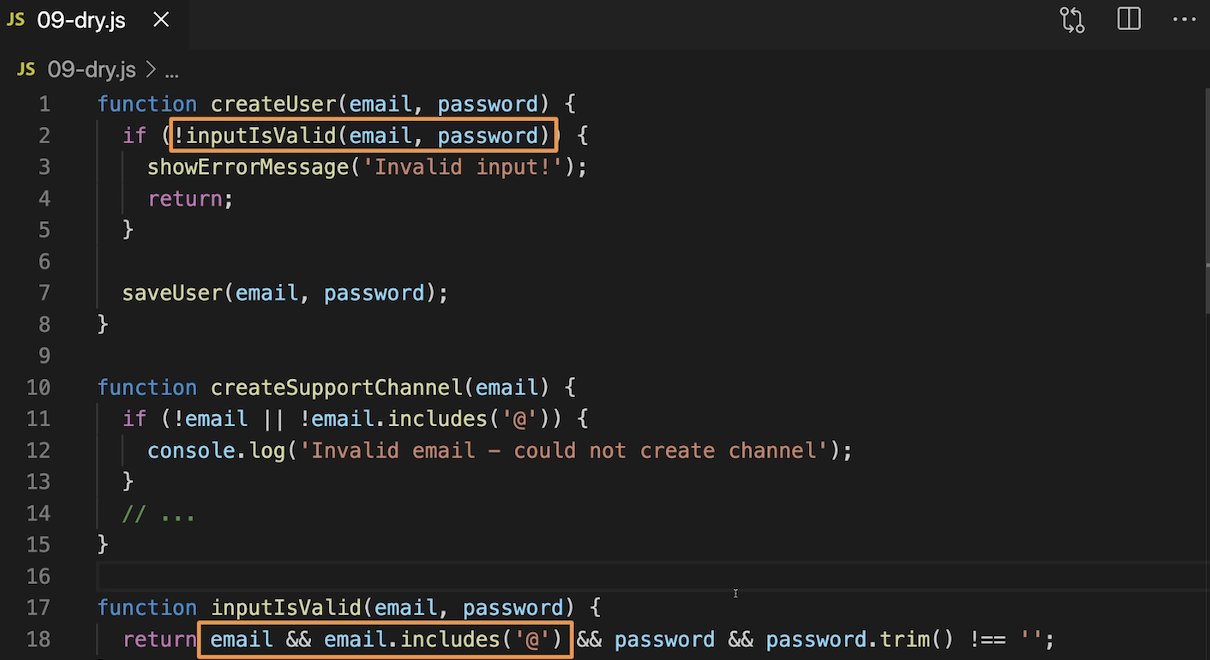 JS 09-dry.js ×
JS 09-dry.js > ...
1 function createUser(email, password) {
2 if (!inputIsValid(email, password)) {
3 showErrorMessage('Invalid input!');
4 return;
5 }
6
7 saveUser(email, password);
8 }
9
10 function createSupportChannel(email) {
11 if (!email || !email.includes('@')) {
12 console.log('Invalid email – could not create channel');
13 }
14 // ...
15 }
16
17 function inputIsValid(email, password) {
18 return email && email.includes('@') && password && password.trim() !== '';